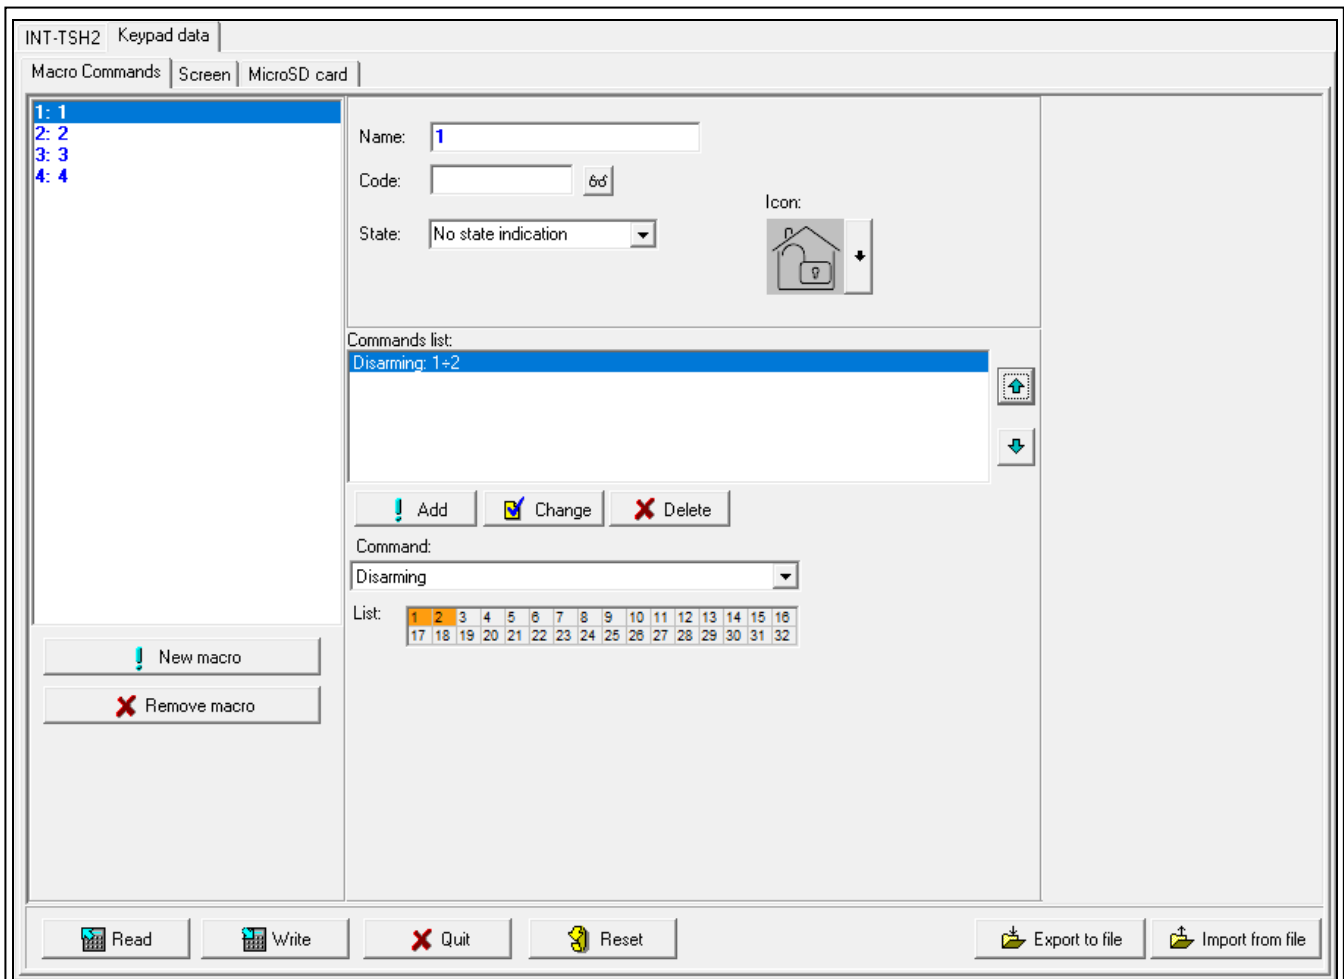 INT-TSH2 Keypad data
Macro Commands Screen MicroSD card
1: 1
2: 2
3: 3
4: 4
Name: 1
Code:
Icon:
State: No state indication
Commands list:
Disarming: 1÷2
Add Change Delete
Command:
Disarming
List: 1 2 3 4 5 6 7 8 9 10 11 12 13 14 15 16
17 18 19 20 21 22 23 24 25 26 27 28 29 30 31 32
New macro
Remove macro
Read Write Quit Reset Export to file Import from file